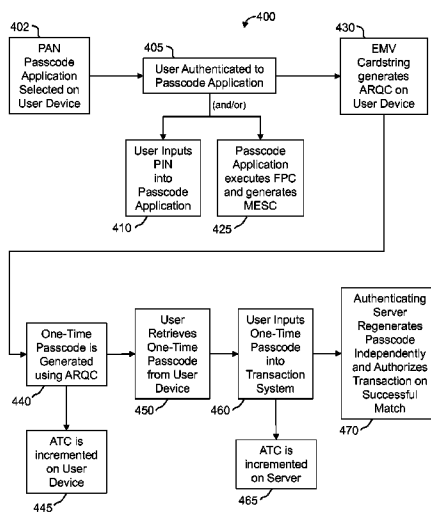 400
402
PAN
Passcode
Application
Selected on
User Device
405
User Authenticated to
Passcode Application
430
EMV
Cardstring
generates
ARQC on
User Device
(and/or)
User Inputs
PIN
into
Passcode
Application
410
Passcode
Application
executes FPC
and generates
MESC
425
One-Time
Passcode is
Generated
using ARQC
440
User
Retrieves
One-Time
Passcode
from User
Device
450
User Inputs
One-Time
Passcode
into
Transaction
System
460
Authenticating
Server
Regenerates
Passcode
Independently
and Authorizes
Transaction on
Successful
Match
470
ATC is
incremented
on User
Device
445
ATC is
incremented
on Server
465